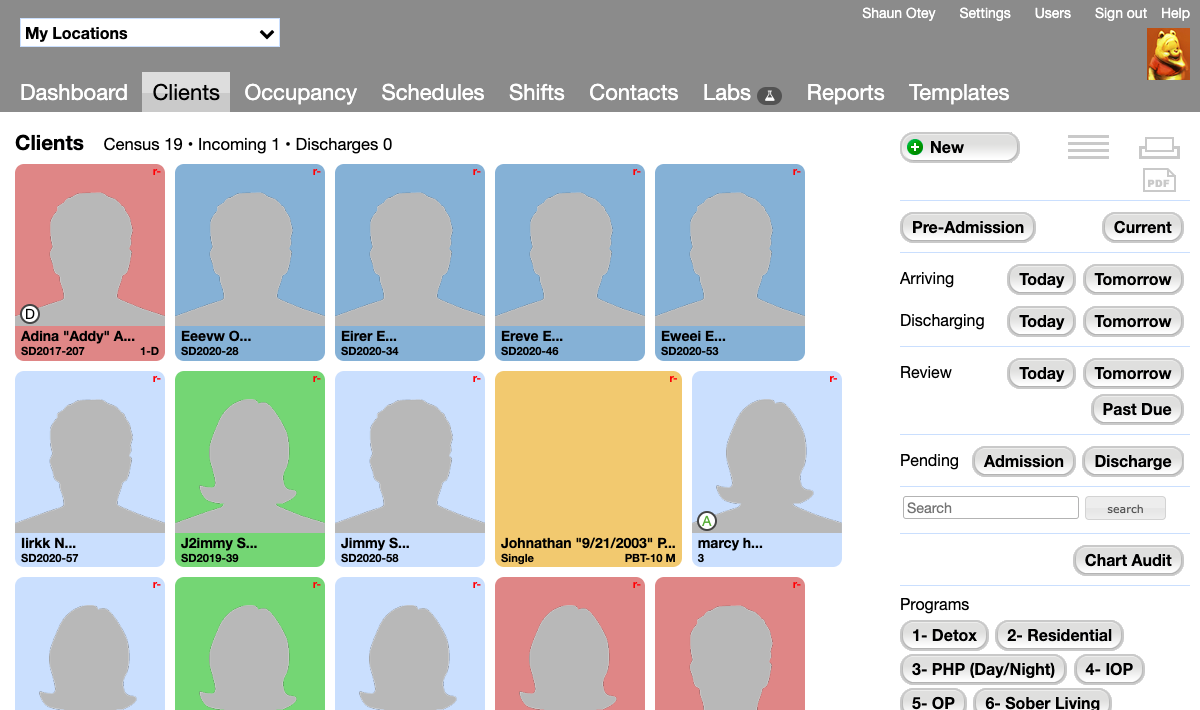 Shaun Otey Settings Users Sign out Help
My Locations
Dashboard Clients Occupancy Schedules Shifts Contacts Labs Reports Templates
Clients Census 19 • Incoming 1 • Discharges 0
New
PDF
Pre-Admission Current
Arriving Today Tomorrow
Discharging Today Tomorrow
Review Today Tomorrow
Past Due
Pending Admission Discharge
Search search
Chart Audit
Programs
1- Detox 2- Residential
3- PHP (Day/Night) 4- IOP
5- OP 6- Sober Living
r- r- r- r- r-
D
Adina "Addy" A... Eeevw O... Eirer E... Ereve E... Eweei E...
SD2017-207 1-D SD2020-28 SD2020-34 SD2020-46 SD2020-53
r- r- r- r- r-
A
Iirkk N... J2immy S... Jimmy S... Johnathan "9/21/2003" P... marcy h...
SD2020-57 SD2019-39 SD2020-58 Single PBT-10 M 3
r- r- r- r- r-